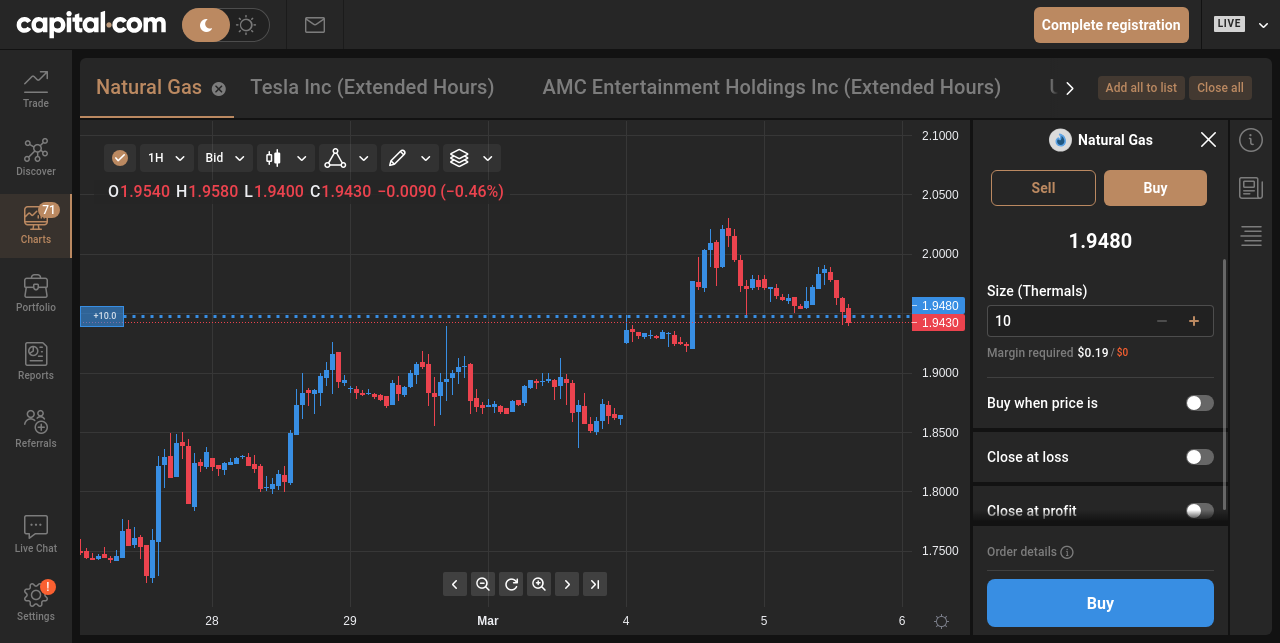 capital.com
Complete registration
LIVE
Trade
Discover
71
Charts
Portfolio
Reports
Referrals
Live Chat
!
Settings
Natural Gas
Tesla Inc (Extended Hours)
AMC Entertainment Holdings Inc (Extended Hours)
Add all to list
Close all
1H
Bid
O1.9540 H1.9580 L1.9400 C1.9430 −0.0090 (−0.46%)
+10.0
2.1000
2.0500
2.0000
1.9480
1.9430
1.9000
1.8500
1.8000
1.7500
28
29
Mar
4
5
6
Natural Gas
Sell
Buy
1.9480
Size (Thermals)
10
Margin required $0.19 / $0
Buy when price is
Close at loss
Close at profit
Order details
Buy